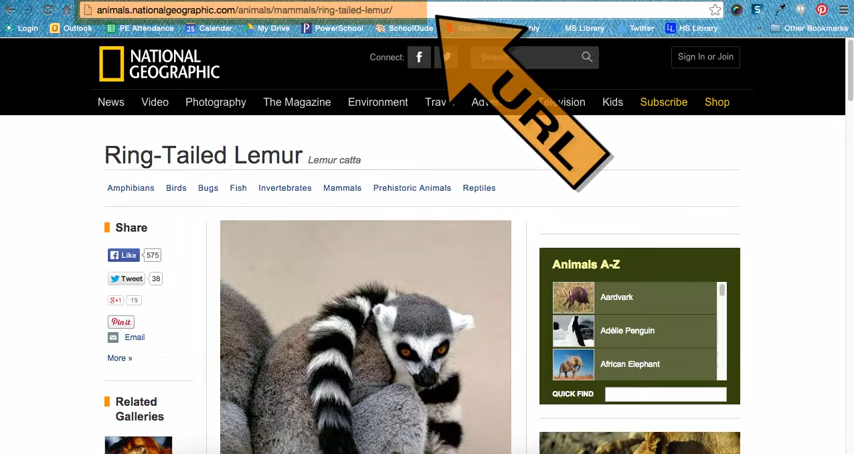 animals.nationalgeographic.com/animals/mammals/ring-tailed-lemur/
Login Outlook PE Attendance Calendar My Drive PowerSchool SchoolDude MS Library Twitter HS Library Other Bookmarks
NATIONAL
GEOGRAPHIC
Connect:
Sign In or Join
URL
News Video Photography The Magazine Environment Television Kids Subscribe Shop
Ring-Tailed Lemur Lemur catta
Amphibians Birds Bugs Fish Invertebrates Mammals Prehistoric Animals Reptiles
Share
Like 575
Tweet 38
g+1 19
Pin it
Email
More »
Related
Galleries
Animals A-Z
Aardvark
Adélie Penguin
African Elephant
QUICK FIND